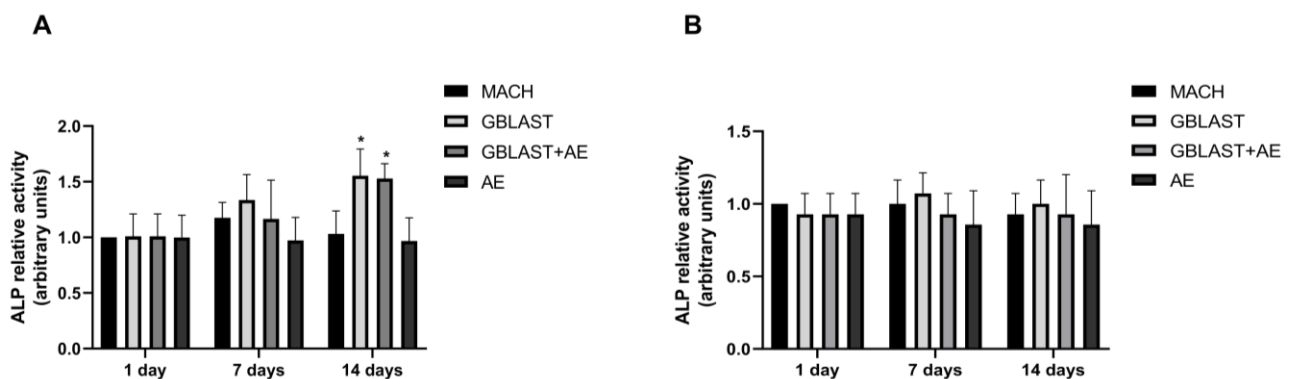 A
B
MACH
GBLAST
GBLAST+AE
AE
ALP relative activity
(arbitrary units)
2.0
1.5
1.0
0.5
0.0
*
*
1 day
7 days
14 days
MACH
GBLAST
GBLAST+AE
AE
ALP relative activity
(arbitrary units)
1.5
1.0
0.5
0.0
1 day
7 days
14 days